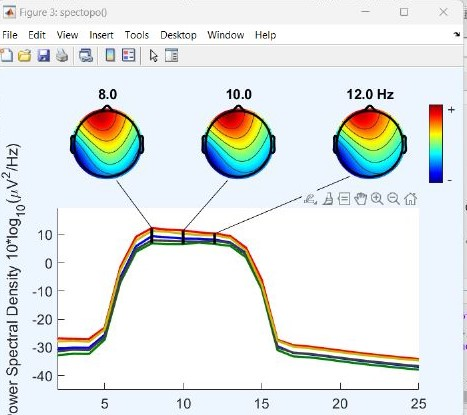 Figure 3: spectopo()
File Edit View Insert Tools Desktop Window Help
8.0 10.0 12.0 Hz
+
-
Power Spectral Density 10*log10(μV²/Hz)
10
0
-10
-20
-30
-40
5 10 15 20 25